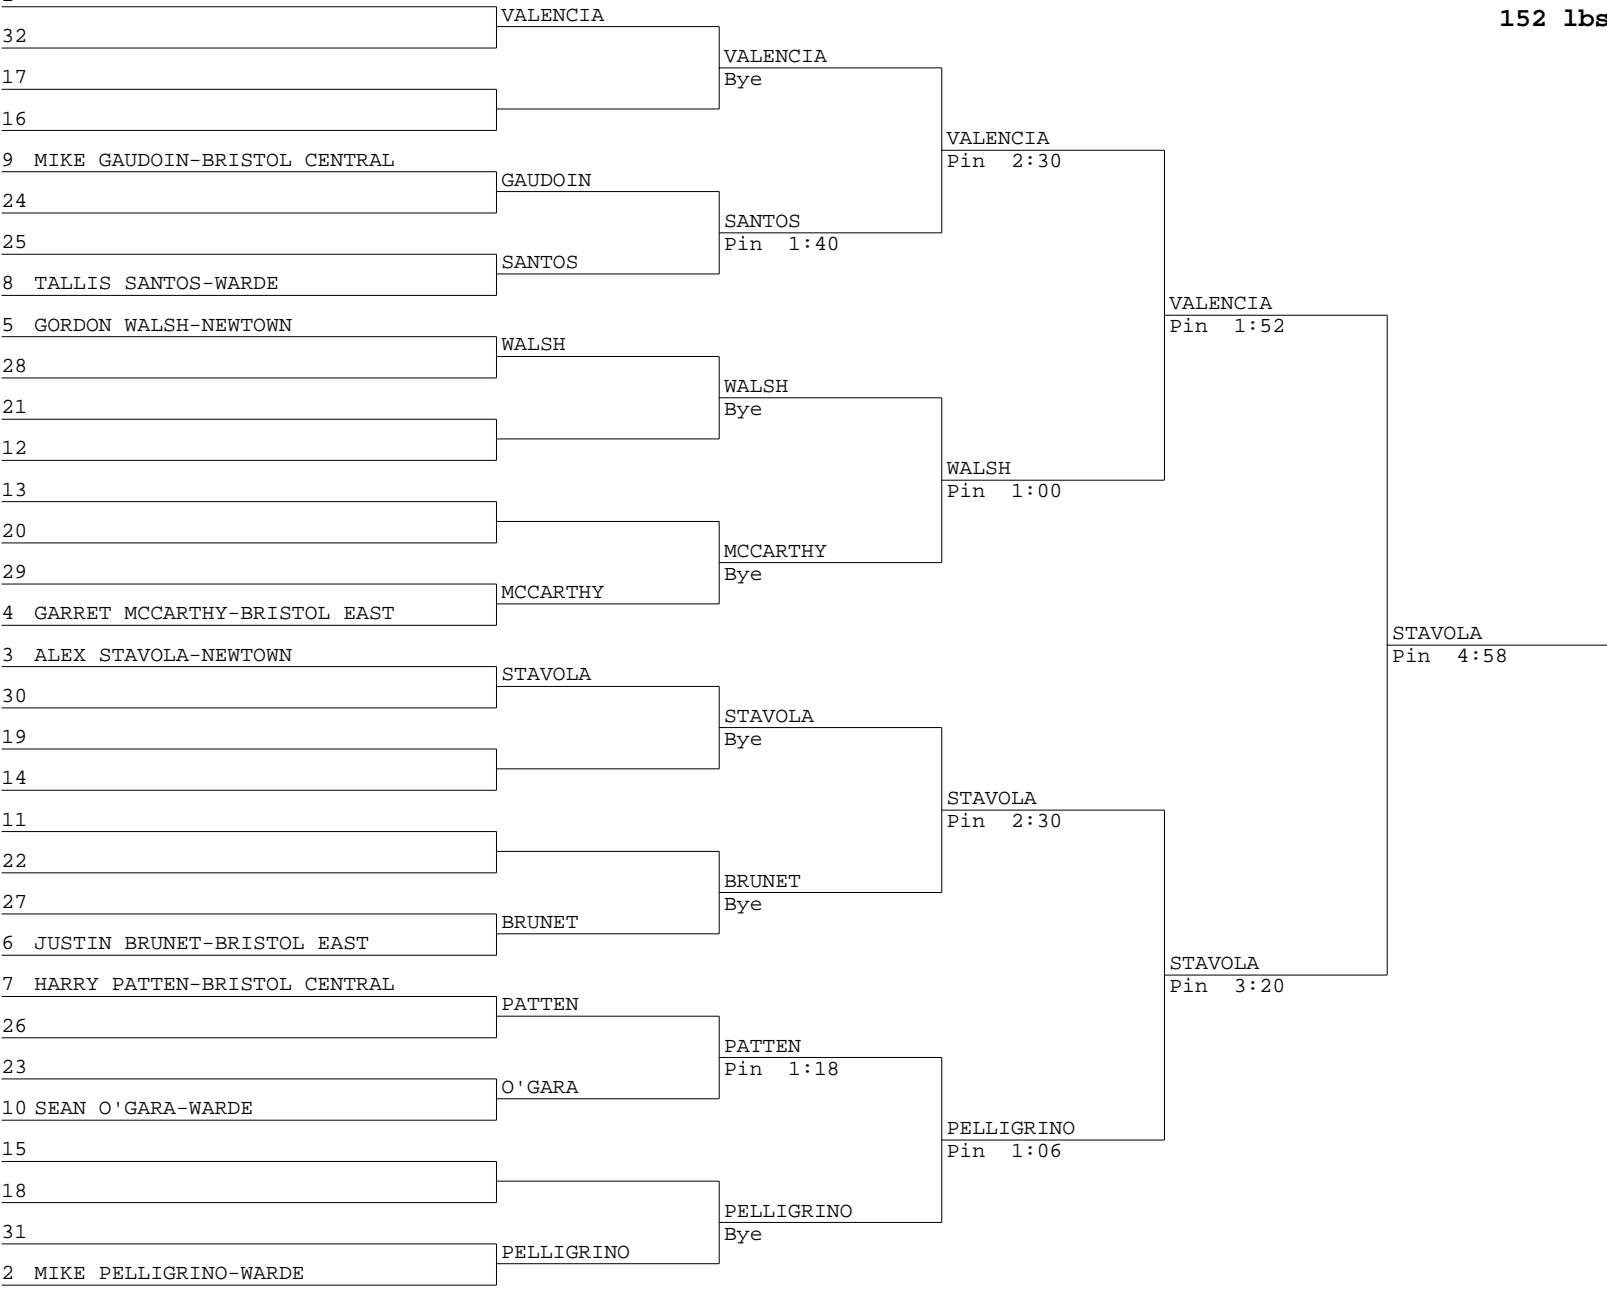 152 lbs
32
17
16
9 MIKE GAUDOIN-BRISTOL CENTRAL
24
25
8 TALLIS SANTOS-WARDE
5 GORDON WALSH-NEWTOWN
28
21
12
13
20
29
4 GARRET MCCARTHY-BRISTOL EAST
3 ALEX STAVOLA-NEWTOWN
30
19
14
11
22
27
6 JUSTIN BRUNET-BRISTOL EAST
7 HARRY PATTEN-BRISTOL CENTRAL
26
23
10 SEAN O'GARA-WARDE
15
18
31
2 MIKE PELLIGRINO-WARDE
VALENCIA
GAUDOIN
SANTOS
WALSH
MCCARTHY
STAVOLA
BRUNET
PATTEN
O'GARA
PELLIGRINO
VALENCIA
Bye
SANTOS
Pin 1:40
WALSH
Bye
MCCARTHY
Bye
STAVOLA
Bye
BRUNET
Bye
PATTEN
Pin 1:18
PELLIGRINO
Bye
VALENCIA
Pin 2:30
WALSH
Pin 1:00
STAVOLA
Pin 2:30
PELLIGRINO
Pin 1:06
VALENCIA
Pin 1:52
STAVOLA
Pin 3:20
STAVOLA
Pin 4:58